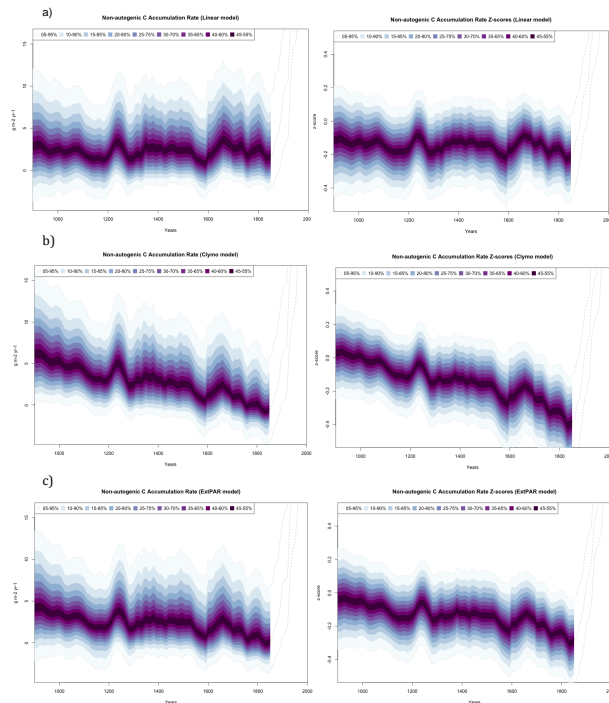 a)
Non-autogenic C Accumulation Rate (Linear model)
05-95% 10-90% 15-85% 20-80% 25-75% 30-70% 35-65% 40-60% 45-55%
g m-2 yr-1
15
10
5
0
1000 1200 1400 1600 1800 2000
Years
Non-autogenic C Accumulation Rate Z-scores (Linear model)
05-95% 10-90% 15-85% 20-80% 25-75% 30-70% 35-65% 40-60% 45-55%
z-score
0.4
0.2
0.0
-0.2
-0.4
1000 1200 1400 1600 1800 200
Years
b)
Non-autogenic C Accumulation Rate (Clymo model)
05-95% 10-90% 15-85% 20-80% 25-75% 30-70% 35-65% 40-60% 45-55%
g m-2 yr-1
15
10
5
0
1000 1200 1400 1600 1800 2000
Years
Non-autogenic C Accumulation Rate Z-scores (Clymo model)
05-95% 10-90% 15-85% 20-80% 25-75% 30-70% 35-65% 40-60% 45-55%
z-score
0.4
0.2
0.0
-0.2
-0.4
1000 1200 1400 1600 1800 200
Years
c)
Non-autogenic C Accumulation Rate (ExtPAR model)
05-95% 10-90% 15-85% 20-80% 25-75% 30-70% 35-65% 40-60% 45-55%
g m-2 yr-1
15
10
5
0
1000 1200 1400 1600 1800 2000
Years
Non-autogenic C Accumulation Rate Z-scores (ExtPAR model)
05-95% 10-90% 15-85% 20-80% 25-75% 30-70% 35-65% 40-60% 45-55%
z-score
0.4
0.2
0.0
-0.2
-0.4
1000 1200 1400 1600 1800 200
Years